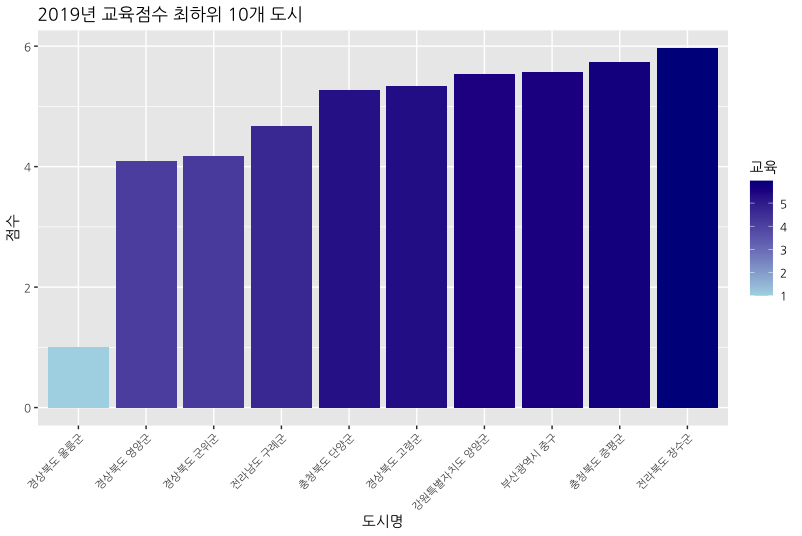 2019년 교육점수 최하위 10개 도시
점수
6
4
2
0
경상북도 울릉군
경상북도 영양군
경상북도 군위군
전라남도 구례군
충청북도 단양군
경상북도 고령군
강원특별자치도 양양군
부산광역시 중구
충청북도 증평군
전라북도 장수군
도시명
교육
5
4
3
2
1